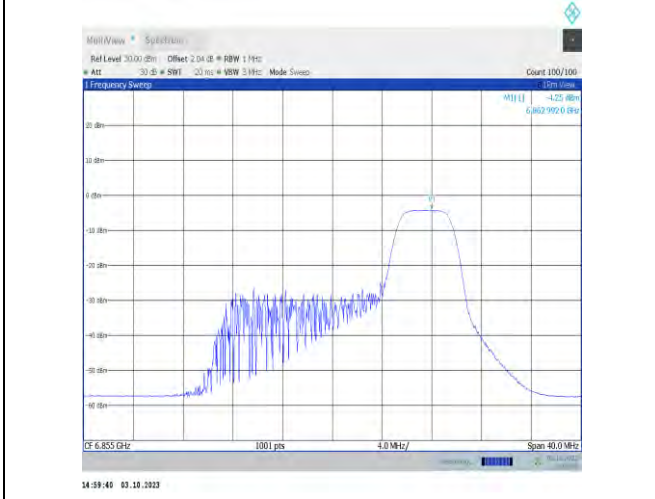 MultiView Spectrum
Ref Level 30.00 dBm Offset 2.04 dB RBW 1 MHz
Att 30 dB SWT 20 ms VBW 3 MHz Mode Sweep Count 100/100
1 Frequency Sweep 1Rm View
M1[1] -4.25 dBm
6.862 992 0 GHz
20 dBm
10 dBm
0 dBm
M1
-10 dBm
-20 dBm
-30 dBm
-40 dBm
-50 dBm
-60 dBm
CF 6.855 GHz 1001 pts 4.0 MHz/ Span 40.0 MHz
14:59:40 03.10.2023